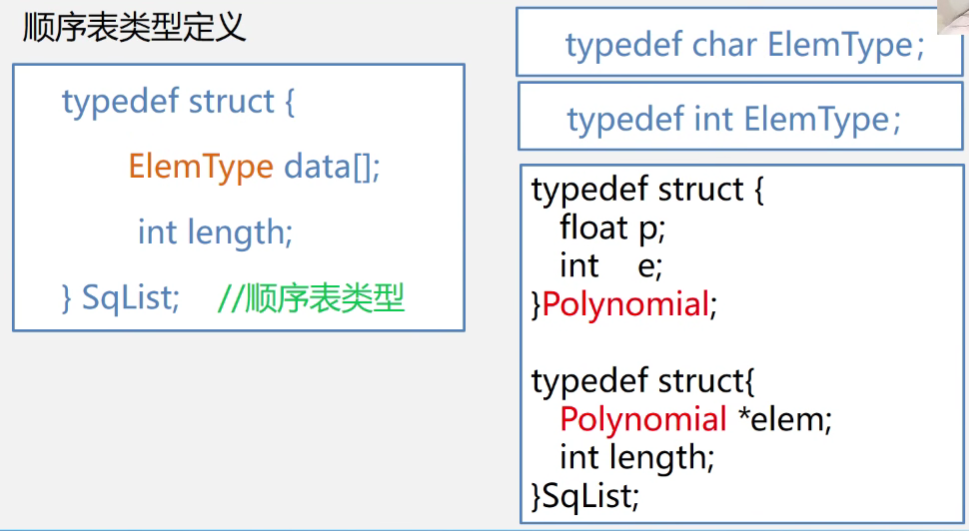 顺序表类型定义
typedef struct {
ElemType data[];
int length;
} SqList; //顺序表类型
typedef char ElemType;
typedef int ElemType;
typedef struct {
float p;
int e;
}Polynomial;
typedef struct{
Polynomial *elem;
int length;
}SqList;